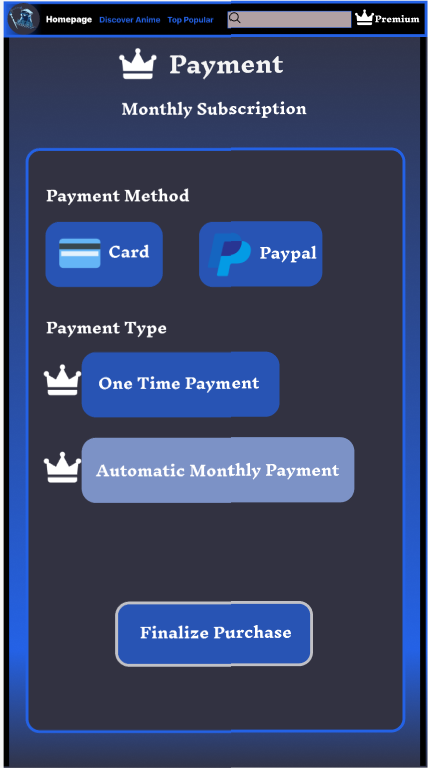 Homepage Discover Anime Top Popular Premium
Payment
Monthly Subscription
Payment Method
Card Paypal
Payment Type
One Time Payment
Automatic Monthly Payment
Finalize Purchase